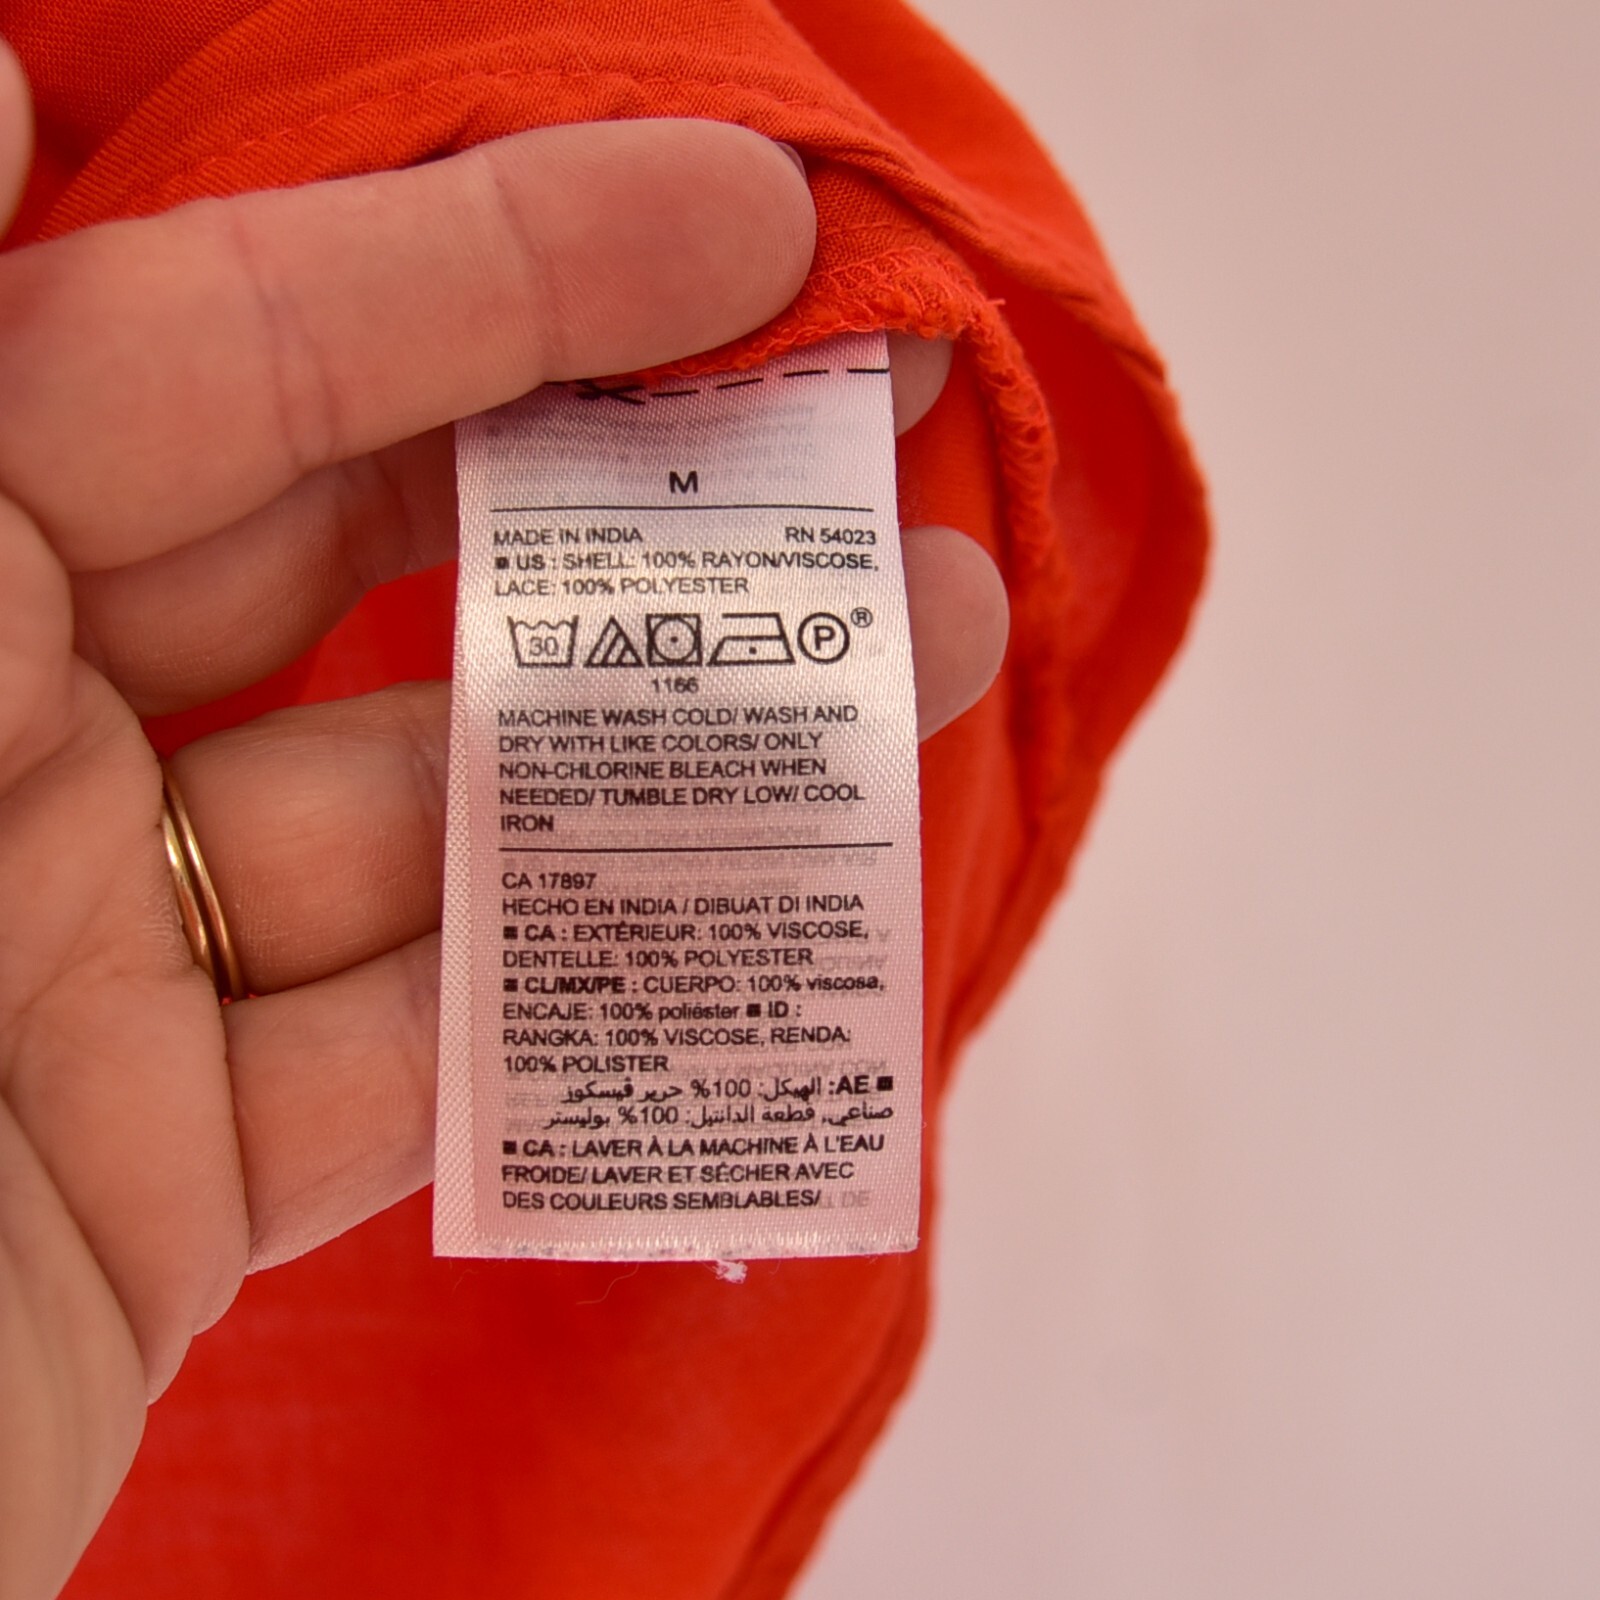 M
MADE IN INDIA RN 54023
■ US : SHELL: 100% RAYON/VISCOSE,
LACE: 100% POLYESTER
30 P ®
1166
MACHINE WASH COLD/ WASH AND
DRY WITH LIKE COLORS/ ONLY
NON-CHLORINE BLEACH WHEN
NEEDED/ TUMBLE DRY LOW/ COOL
IRON
CA 17897
HECHO EN INDIA / DIBUAT DI INDIA
■ CA : EXTÉRIEUR: 100% VISCOSE,
DENTELLE: 100% POLYESTER
■ CL/MX/PE : CUERPO: 100% viscosa,
ENCAJE: 100% poliéster ■ ID :
RANGKA: 100% VISCOSE, RENDA:
100% POLISTER
■ AE: الهيكل: 100% حرير ڤيسكوز
صناعي, قطعة الدانتيل: 100% بوليستر
■ CA : LAVER À LA MACHINE À L'EAU
FROIDE/ LAVER ET SÉCHER AVEC
DES COULEURS SEMBLABLES/